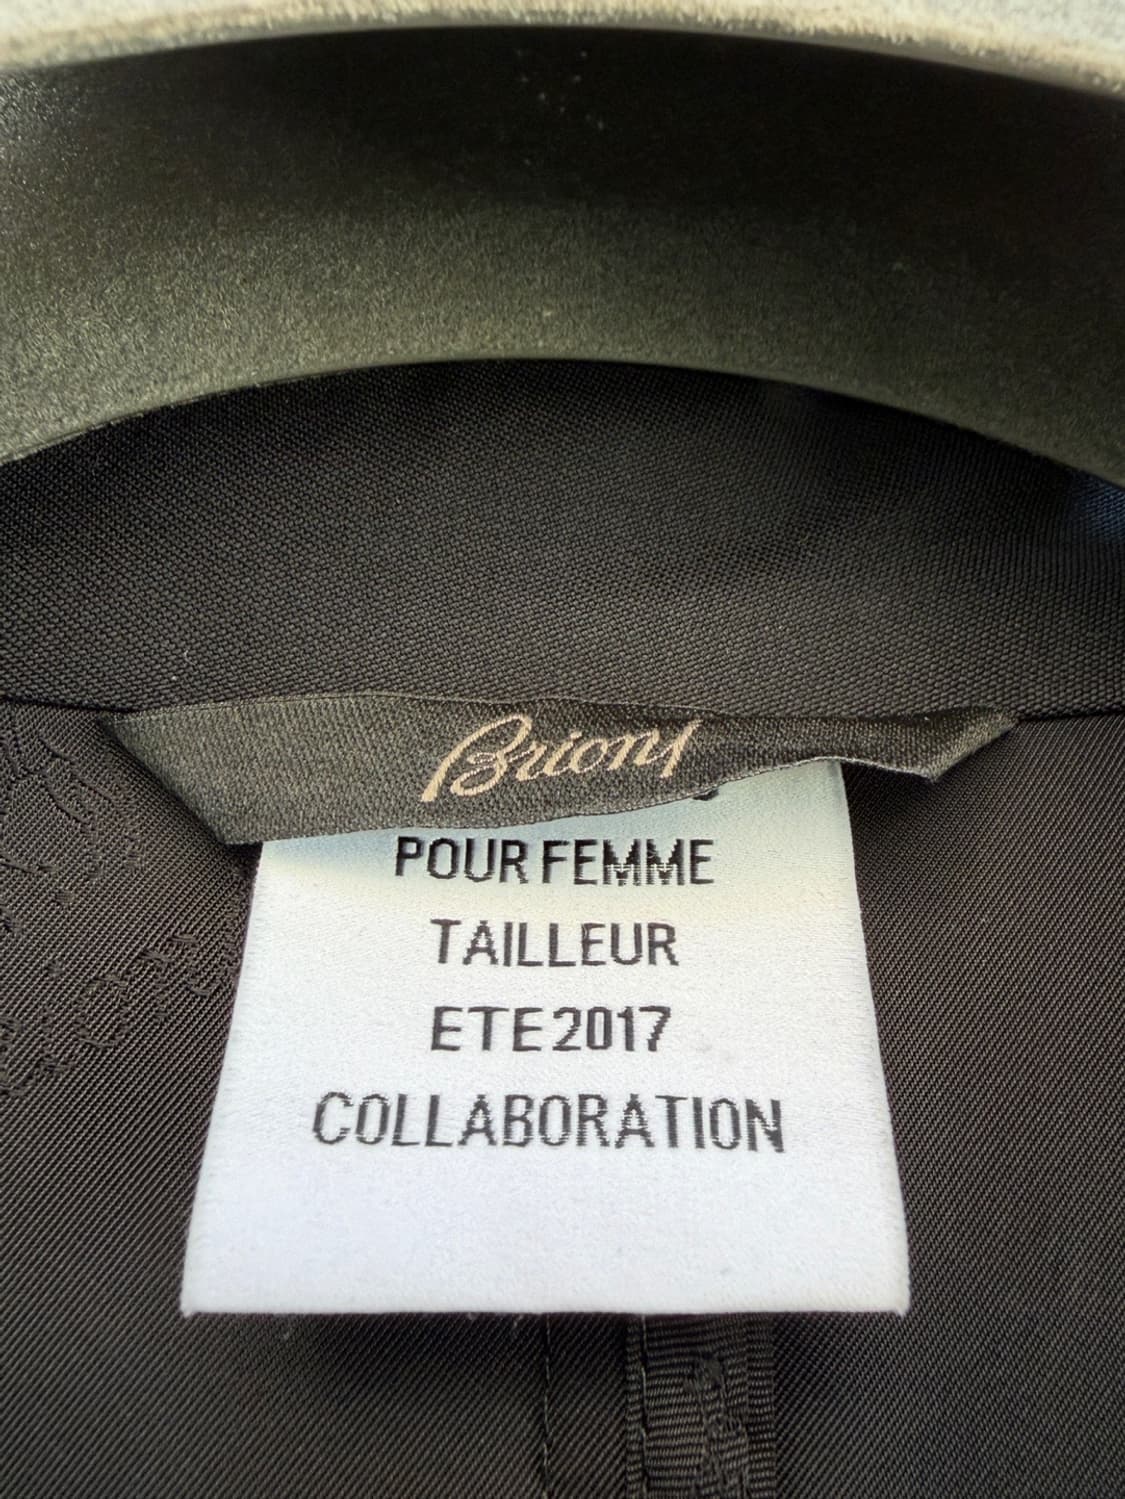 Brioni
POUR FEMME
TAILLEUR
ETE 2017
COLLABORATION